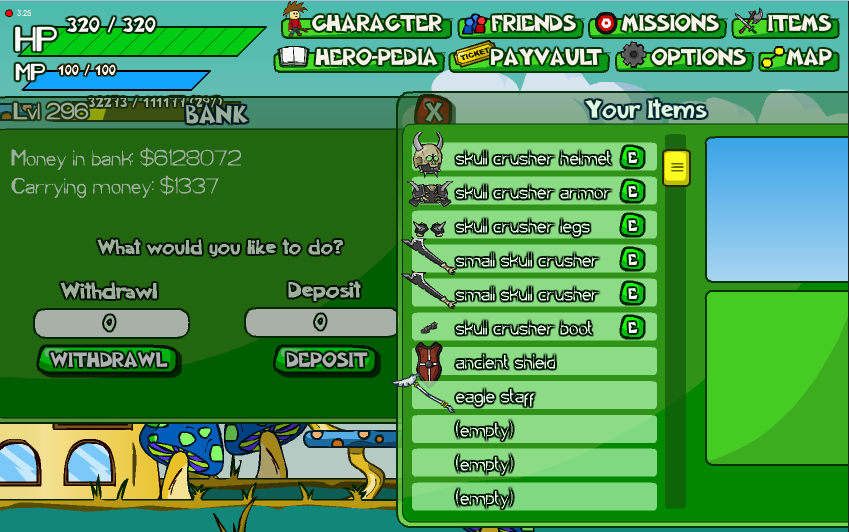 3.25
HP 320 / 320
MP 100 / 100
CHARACTER FRIENDS MISSIONS ITEMS
HERO-PEDIA TICKET PAYVAULT OPTIONS MAP
Lvl 296
BANK
Money in bank: $6128072
Carrying money: $1337
What would you like to do?
Withdrawl Deposit
0 0
WITHDRAWL DEPOSIT
X Your Items
skull crusher helmet E
skull crusher armor E
skull crusher legs E
small skull crusher E
small skull crusher E
skull crusher boot E
ancient shield
eagle staff
(empty)
(empty)
(empty)